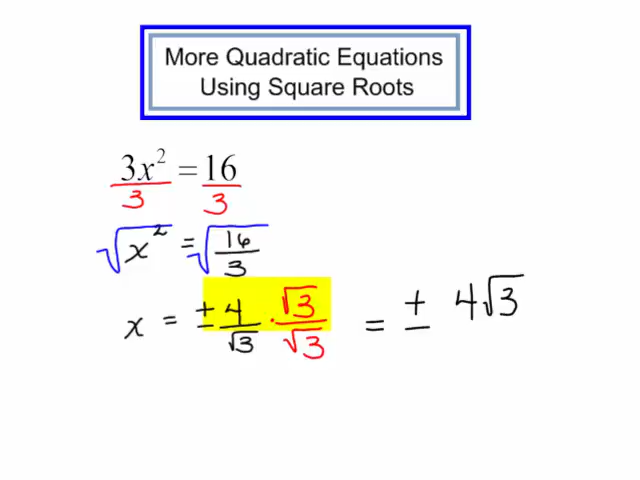 More Quadratic Equations
Using Square Roots
3x² = 16
3 3
√x² = √16/3
x = ± 4/√3 · √3/√3 = ± 4√3